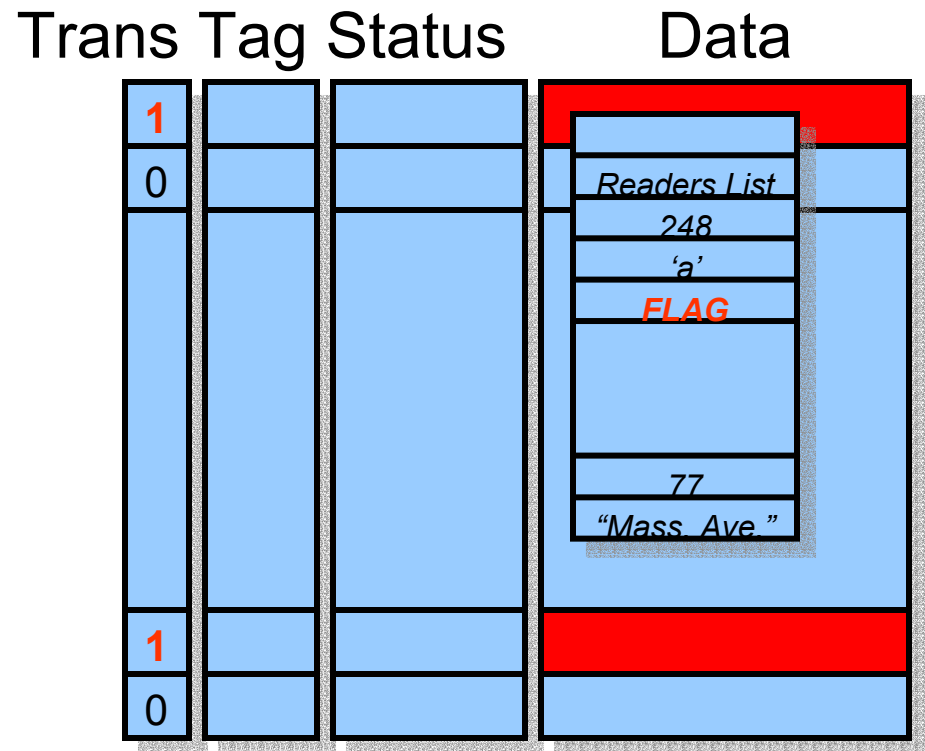 Trans Tag Status Data
1
0
Readers List
248
‘a’
FLAG
77
“Mass. Ave.”
1
0